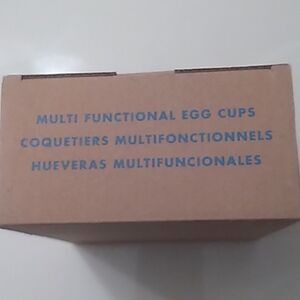 MULTI FUNCTIONAL EGG CUPS
COQUETIERS MULTIFONCTIONNELS
HUEVERAS MULTIFUNCIONALES